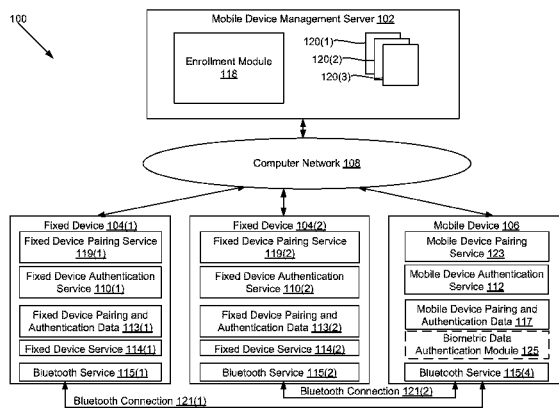 100
Mobile Device Management Server 102
Enrollment Module
118
120(1)
120(2)
120(3)
Computer Network 108
Fixed Device 104(1)
Fixed Device Pairing Service
119(1)
Fixed Device Authentication
Service 110(1)
Fixed Device Pairing and
Authentication Data 113(1)
Fixed Device Service 114(1)
Bluetooth Service 115(1)
Fixed Device 104(2)
Fixed Device Pairing Service
119(2)
Fixed Device Authentication
Service 110(2)
Fixed Device Pairing and
Authentication Data 113(2)
Fixed Device Service 114(2)
Bluetooth Service 115(2)
Mobile Device 106
Mobile Device Pairing
Service 123
Mobile Device Authentication
Service 112
Mobile Device Pairing and
Authentication Data 117
Biometric Data
Authentication Module 125
Bluetooth Service 115(4)
Bluetooth Connection 121(2)
Bluetooth Connection 121(1)